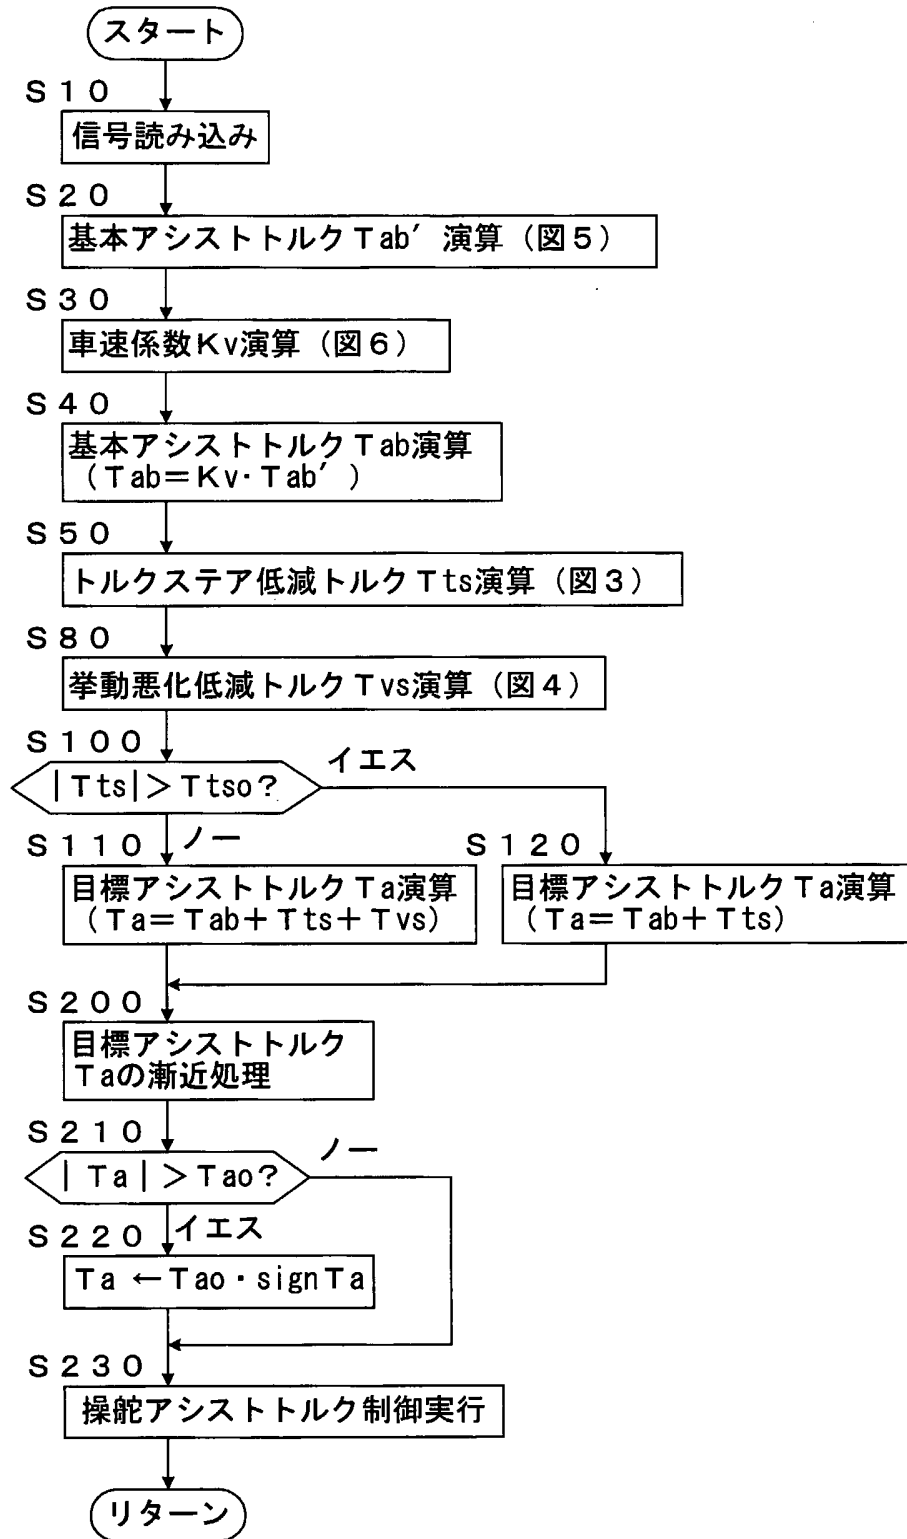 スタート
S10
信号読み込み
S20
基本アシストトルクTab′演算(図5)
S30
車速係数Kv演算(図6)
S40
基本アシストトルクTab演算
(Tab=Kv・Tab′)
S50
トルクステア低減トルクTts演算(図3)
S80
挙動悪化低減トルクTvs演算(図4)
S100
イエス
|Tts|>Ttso?
S110
ノー
S120
目標アシストトルクTa演算
(Ta=Tab+Tts+Tvs)
目標アシストトルクTa演算
(Ta=Tab+Tts)
S200
目標アシストトルク
Taの漸近処理
S210
ノー
|Ta|>Tao?
S220
イエス
Ta←Tao・signTa
S230
操舵アシストトルク制御実行
リターン